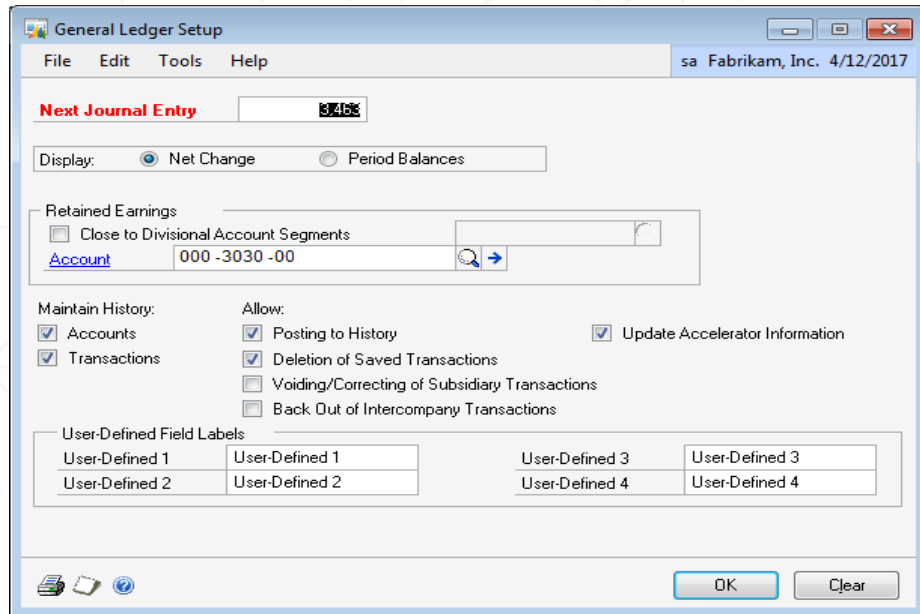 General Ledger Setup
File Edit Tools Help sa Fabrikam, Inc. 4/12/2017
Next Journal Entry 3,463
Display: Net Change Period Balances
Retained Earnings
Close to Divisional Account Segments
Account 000 -3030 -00
Maintain History: Allow:
Accounts Posting to History Update Accelerator Information
Transactions Deletion of Saved Transactions
Voiding/Correcting of Subsidiary Transactions
Back Out of Intercompany Transactions
User-Defined Field Labels
User-Defined 1 User-Defined 1 User-Defined 3 User-Defined 3
User-Defined 2 User-Defined 2 User-Defined 4 User-Defined 4
OK Clear